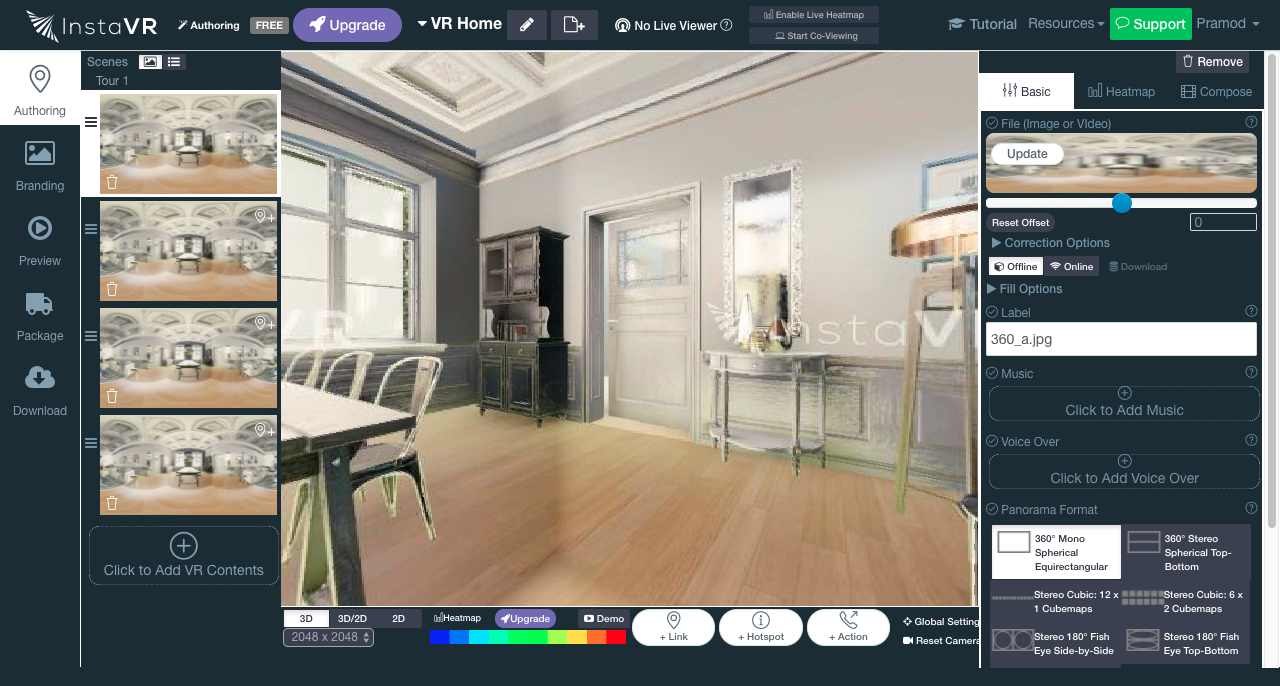 InstaVR
Authoring
FREE
Upgrade
VR Home
No Live Viewer
Enable Live Heatmap
Start Co-Viewing
Tutorial
Resources
Support
Pramod
Authoring
Branding
Preview
Package
Download
Scenes
Tour 1
Click to Add VR Contents
VR
InstaV
3D
3D/2D
2D
2048 x 2048
Heatmap
Upgrade
Demo
+ Link
+ Hotspot
+ Action
Global Setting
Reset Camera
Remove
Basic
Heatmap
Compose
File (Image or VIdeo)
Update
Reset Offset
0
Correction Options
Offline
Online
Download
Fill Options
Label
360_a.jpg
Music
Click to Add Music
Voice Over
Click to Add Voice Over
Panorama Format
360° Mono
Spherical
Equirectangular
360° Stereo
Spherical Top-
Bottom
Stereo Cubic: 12 x
1 Cubemaps
Stereo Cubic: 6 x
2 Cubemaps
Stereo 180° Fish
Eye Side-by-Side
Stereo 180° Fish
Eye Top-Bottom